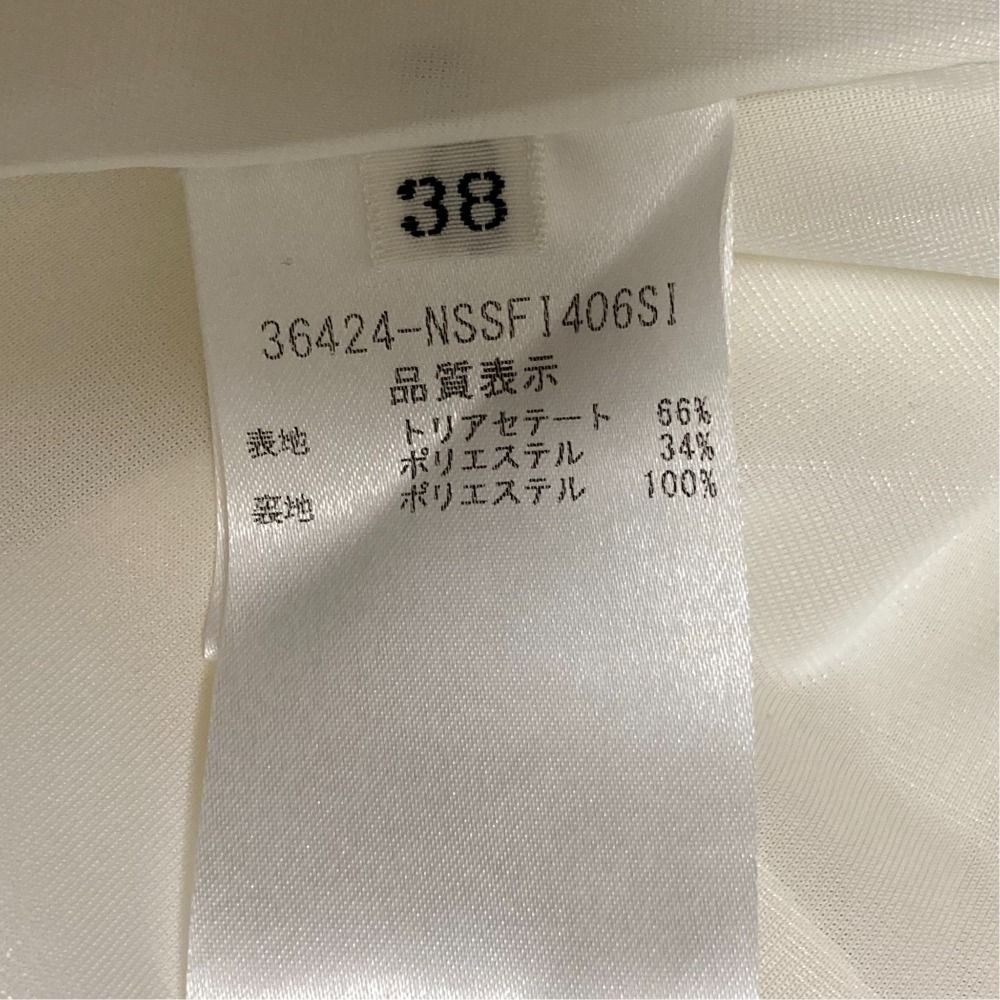 38
36424-NSSFI406SI
品質表示
表地 トリアセテート 66%
ポリエステル 34%
裏地 ポリエステル 100%